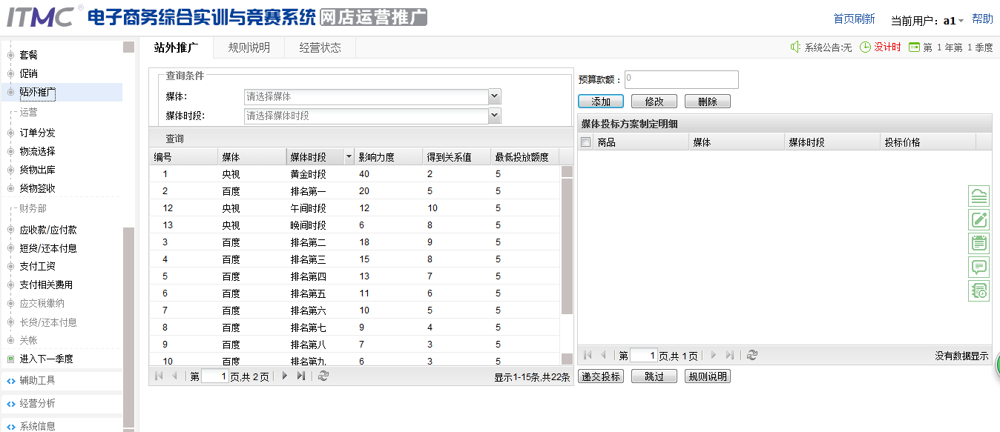 ITMC® 电子商务综合实训与竞赛系统 网店运营推广
首页刷新 当前用户：a1 帮助
套餐
促销
站外推广
运营
订单分发
物流选择
货物出库
货物签收
财务部
应收款/应付款
短贷/还本付息
支付工资
支付相关费用
应交税缴纳
长贷/还本付息
关帐
进入下一季度
辅助工具
经营分析
系统信息
站外推广 规则说明 经营状态
系统公告:无 没计时 第 1 年第 1 季度
查询条件
媒体: 请选择媒体
媒体时段: 请选择媒体时段
查询
编号 媒体 媒体时段 影响力度 得到关系值 最低投放额度
1 央视 黄金时段 40 2 5
2 百度 排名第一 20 5 5
12 央视 午间时段 12 10 5
13 央视 晚间时段 6 8 5
3 百度 排名第二 18 9 5
4 百度 排名第三 15 8 5
5 百度 排名第四 13 7 5
6 百度 排名第五 11 6 5
7 百度 排名第六 10 5 5
8 百度 排名第七 9 4 5
9 百度 排名第八 7 3 5
10 百度 排名第九 6 3 5
第 1 页,共 2 页 显示1-15条,共22条
预算款额： 0
添加 修改 删除
媒体投标方案制定明细
商品 媒体 媒体时段 投标价格
第 1 页,共 1 页 没有数据显示
递交投标 跳过 规则说明